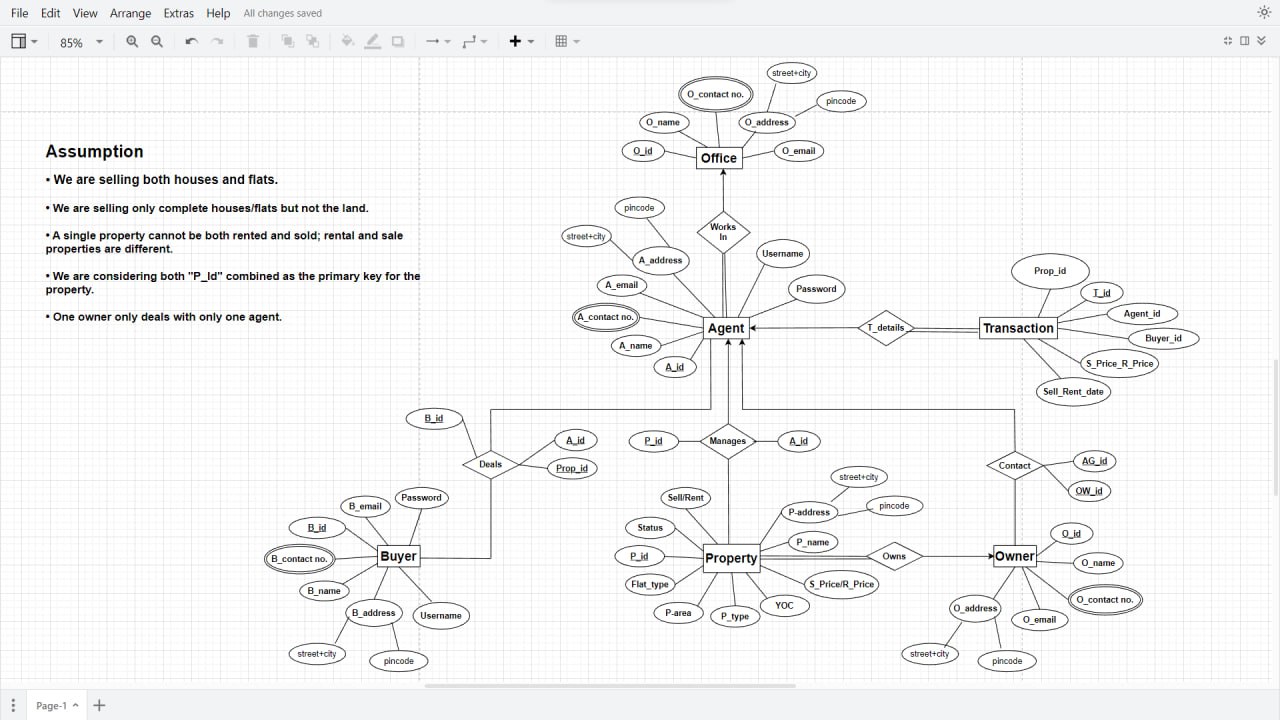 File Edit View Arrange Extras Help All changes saved
85%
street+city
O_contact no.
pincode
O_name
O_address
O_id
O_email
Office
Assumption
• We are selling both houses and flats.
• We are selling only complete houses/flats but not the land.
• A single property cannot be both rented and sold; rental and sale
properties are different.
• We are considering both "P_Id" combined as the primary key for the
property.
• One owner only deals with only one agent.
pincode
street+city
Works
In
A_address
Username
A_email
Password
A_contact no.
A_name
A_id
Agent
T_details
Transaction
Prop_id
T_id
Agent_id
Buyer_id
S_Price_R_Price
Sell_Rent_date
B_id
A_id
Deals
Prop_id
P_id
Manages
A_id
Contact
AG_id
OW_id
Password
B_email
B_id
B_contact no.
Buyer
B_name
B_address
Username
street+city
pincode
Sell/Rent
street+city
P-address
pincode
Status
P_name
P_id
Property
Owns
Flat_type
S_Price/R_Price
P-area
P_type
YOC
Owner
O_id
O_name
O_contact no.
O_address
O_email
street+city
pincode
Page-1